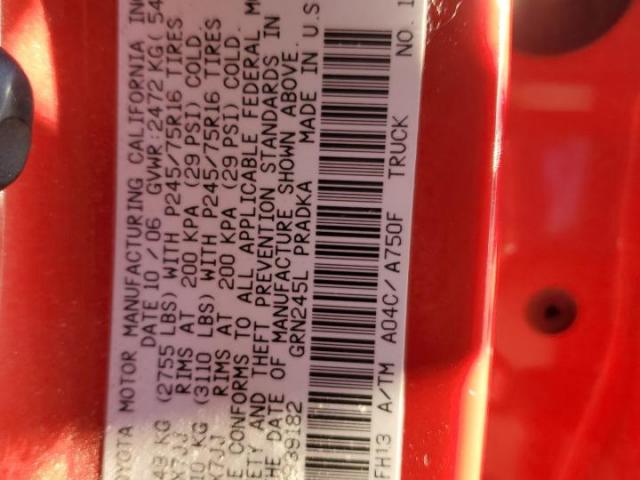 OYOTA MOTOR MANUFACTURING CALIFORNIA INC
DATE 10/06 GVWR:2472 KG( 54
49 KG (2755 LBS) WITH P245/75R16 TIRES
X7JJ RIMS AT 200 KPA (29 PSI) COLD.
10 KG (3110 LBS) WITH P245/75R16 TIRES
X7JJ RIMS AT 200 KPA (29 PSI) COLD.
E CONFORMS TO ALL APPLICABLE FEDERAL M
ETY AND THEFT PREVENTION STANDARDS IN
HE DATE OF MANUFACTURE SHOWN ABOVE.
939182 GRN245L PRADKA MADE IN U.S
FH13 A/TM A04C/A750F TRUCK NO. 1